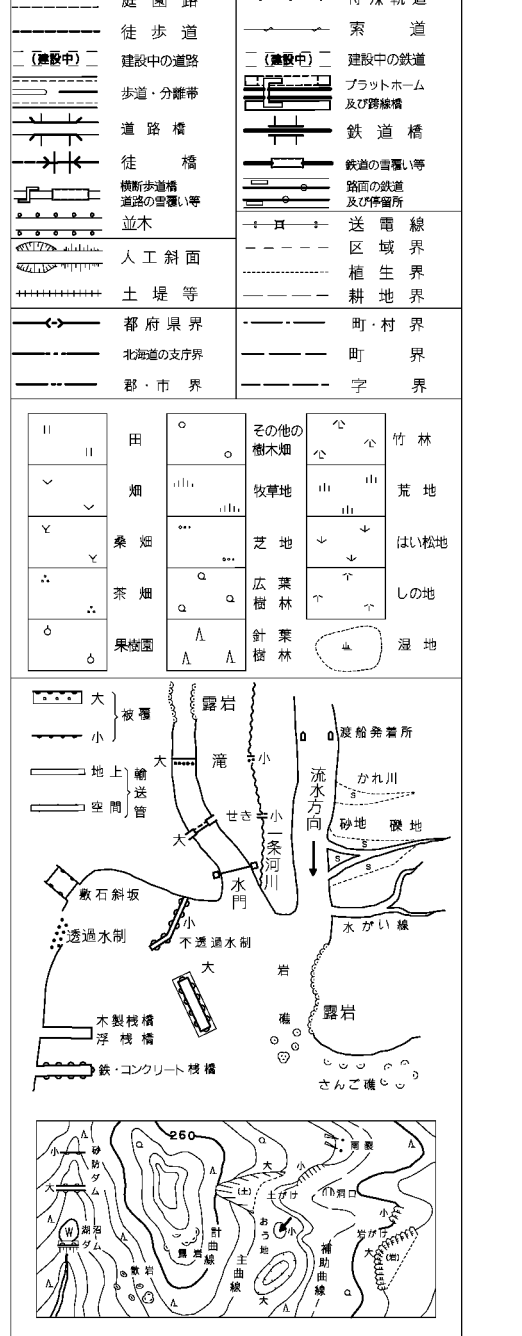 庭園路
特殊軌道
徒歩道
索道
(建設中) 建設中の道路
(建設中) 建設中の鉄道
歩道・分離帯
プラットホーム
及び跨線橋
道路橋
鉄道橋
徒橋
鉄道の雪覆い等
横断歩道橋
道路の雪覆い等
路面の鉄道
及び停留所
並木
送電線
区域界
人工斜面
植生界
土堤等
耕地界
都府県界
町・村界
北海道の支庁界
町界
郡・市界
字界
田
その他の
樹木畑
竹林
畑
牧草地
荒地
桑畑
芝地
はい松地
茶畑
広葉
樹林
しの地
果樹園
針葉
樹林
湿地
大
小
被覆
地上
空間
輸送管
露岩
大 滝
小
渡船発着所
流水方向
かれ川
せき
小
大
一条河川
砂地 礫地
s
s
s
水門
敷石斜坂
水がい線
透過水制
小
不透過水制
大
岩礁
露岩
木製桟橋
浮桟橋
鉄・コンクリート桟橋
さんご礁
260
小
大
砂防ダム
湖沼
W
ダム
散岩
露岩
計曲線
主曲線
大
小
(土)
土がけ
おう地
小
大
補助曲線
雨裂
洞口
小
岩がけ
大
(岩)